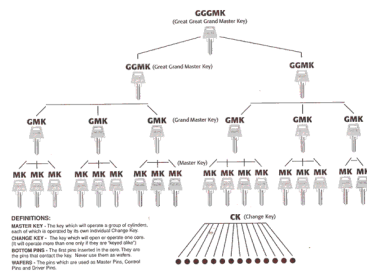 GGGMK
(Great Great Grand Master Key)
GGMK (Great Grand Master Key) GGMK
GMK GMK GMK (Grand Master Key) GMK GMK GMK
(Master Key)
MK MK MK MK MK MK MK MK MK MK MK MK MK MK MK MK MK MK
CK (Change Key)
DEFINITIONS:
MASTER KEY - The key which will operate a group of cylinders,
each of which is operated by its own individual Change Key.
CHANGE KEY - The key which will open or operate one core.
(It will operate more than one only if they are "keyed alike")
BOTTOM PINS - The first pins inserted in the core. They are
the pins that contact the key. Never use them as wafers.
WAFERS - The pins which are used as Master Pins, Control
Pins and Driver Pins.